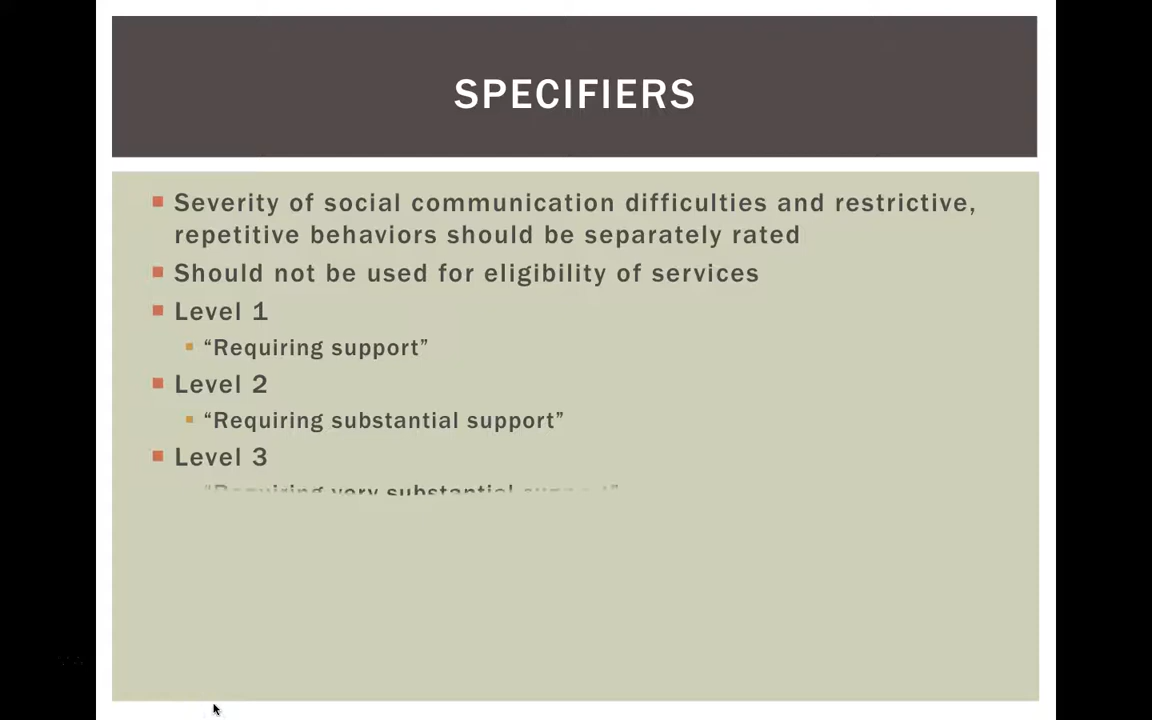 SPECIFIERS
Severity of social communication difficulties and restrictive,
repetitive behaviors should be separately rated
Should not be used for eligibility of services
Level 1
“Requiring support”
Level 2
“Requiring substantial support”
Level 3
“Requiring very substantial support”